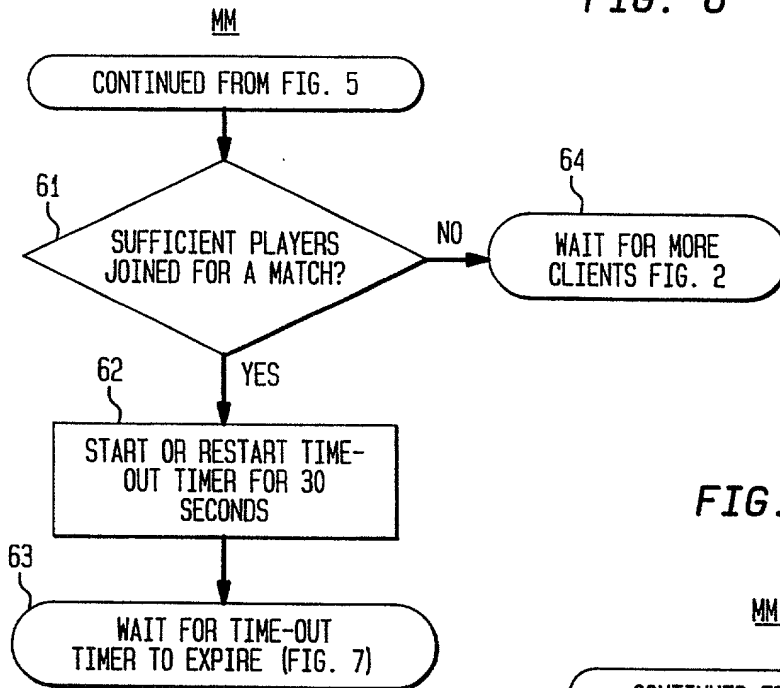 MM
CONTINUED FROM FIG. 5
61
SUFFICIENT PLAYERS
JOINED FOR A MATCH?
NO
64
WAIT FOR MORE
CLIENTS FIG. 2
YES
62
START OR RESTART TIME-
OUT TIMER FOR 30
SECONDS
63
WAIT FOR TIME-OUT
TIMER TO EXPIRE (FIG. 7)
FIG.
MM